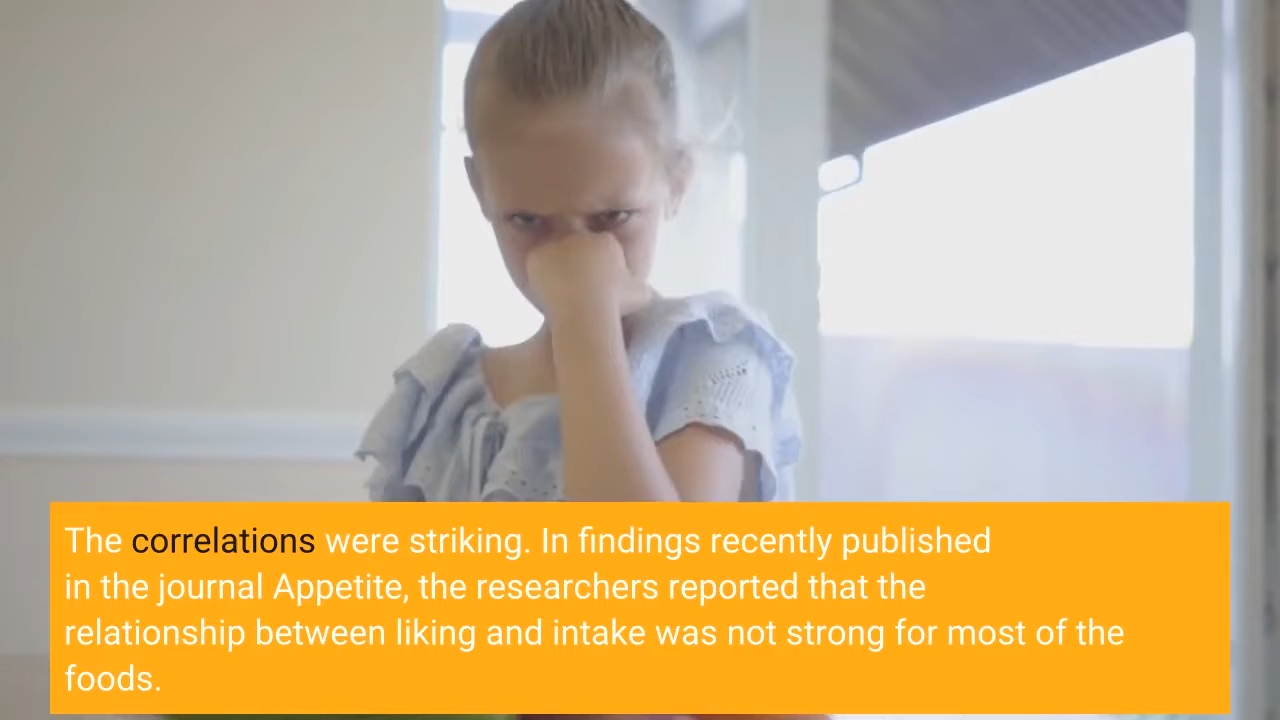 The correlations were striking. In findings recently published
in the journal Appetite, the researchers reported that the
relationship between liking and intake was not strong for most of the
foods.